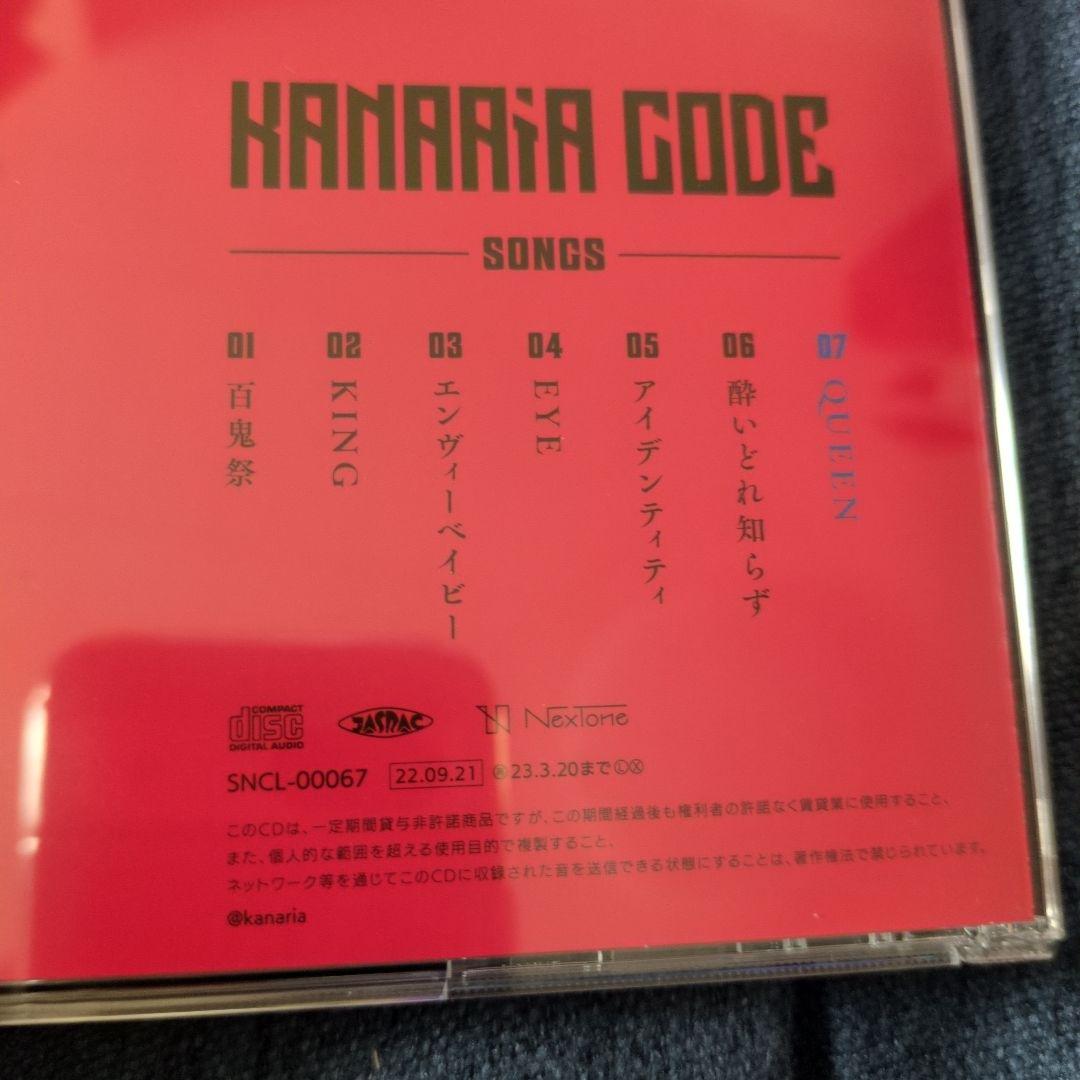 KANARiA CODE
SONGS
01 百鬼祭
02 KING
03 エンヴィーベイビー
04 EYE
05 アイデンティティ
06 酔いどれ知らず
07 QUEEN
COMPACT disc DIGITAL AUDIO
JASRAC
NexTone
SNCL-00067 22.09.21 23.3.20までⓁⓍ
このCDは、一定期間貸与非許諾商品ですが、この期間経過後も権利者の許諾なく賃貸業に使用すること、
また、個人的な範囲を超える使用目的で複製すること、
ネットワーク等を通じてこのCDに収録された音を送信できる状態にすることは、著作権法で禁じられています。
@kanaria